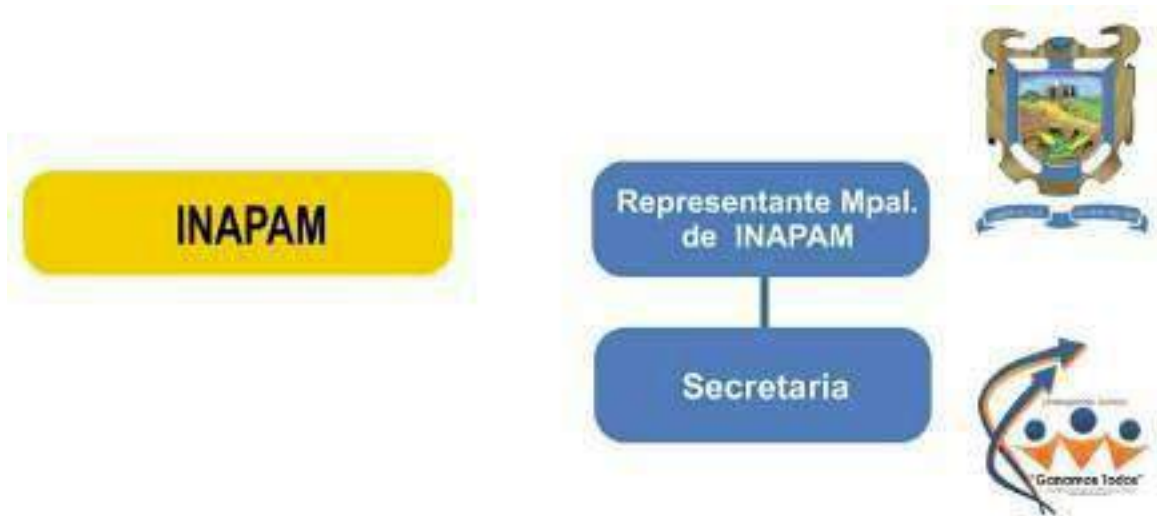 INAPAM
Representante Mpal.
de INAPAM
Secretaria
"Ganamos Todos"